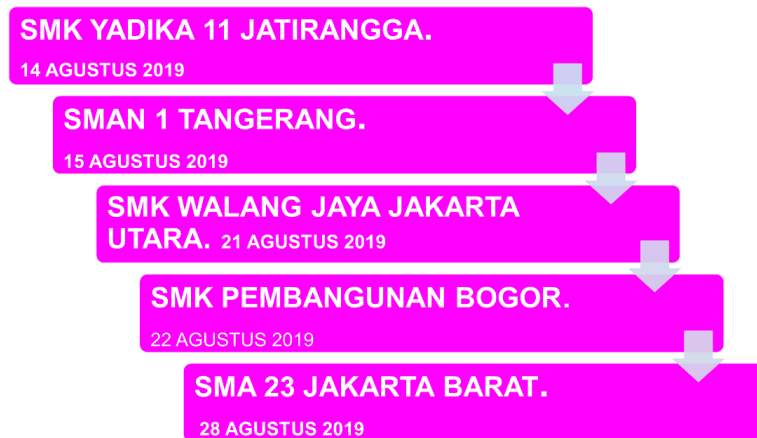 SMK YADIKA 11 JATIRANGGA.
14 AGUSTUS 2019
SMAN 1 TANGERANG.
15 AGUSTUS 2019
SMK WALANG JAYA JAKARTA
UTARA. 21 AGUSTUS 2019
SMK PEMBANGUNAN BOGOR.
22 AGUSTUS 2019
SMA 23 JAKARTA BARAT.
28 AGUSTUS 2019